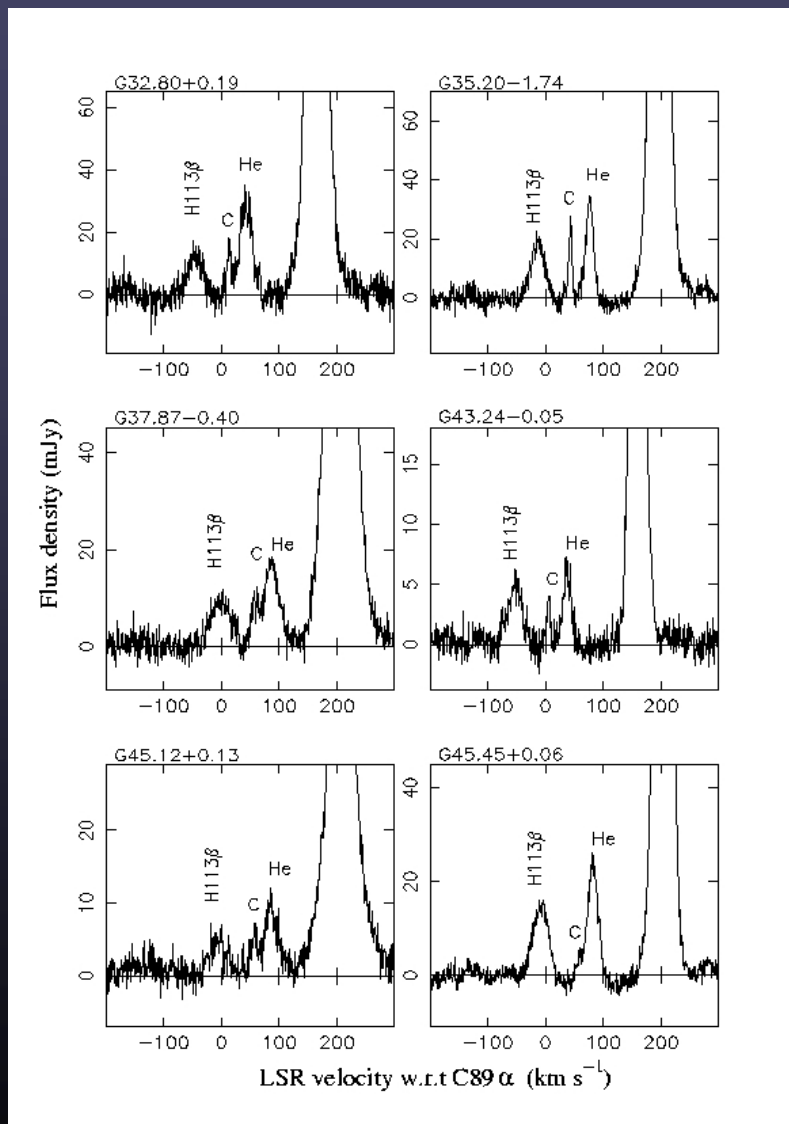 G32.80+0.19
60
40
20
0
H113β
C
He
−100 0 100 200
G35.20−1.74
60
40
20
0
H113β
C
He
−100 0 100 200
Flux density (mJy)
G37.87−0.40
40
20
0
H113β
C
He
−100 0 100 200
G43.24−0.05
15
10
5
0
H113β
C
He
−100 0 100 200
G45.12+0.13
20
10
0
H113β
C
He
−100 0 100 200
G45.45+0.06
40
20
0
H113β
C
He
−100 0 100 200
LSR velocity w.r.t C89 α (km s⁻¹)